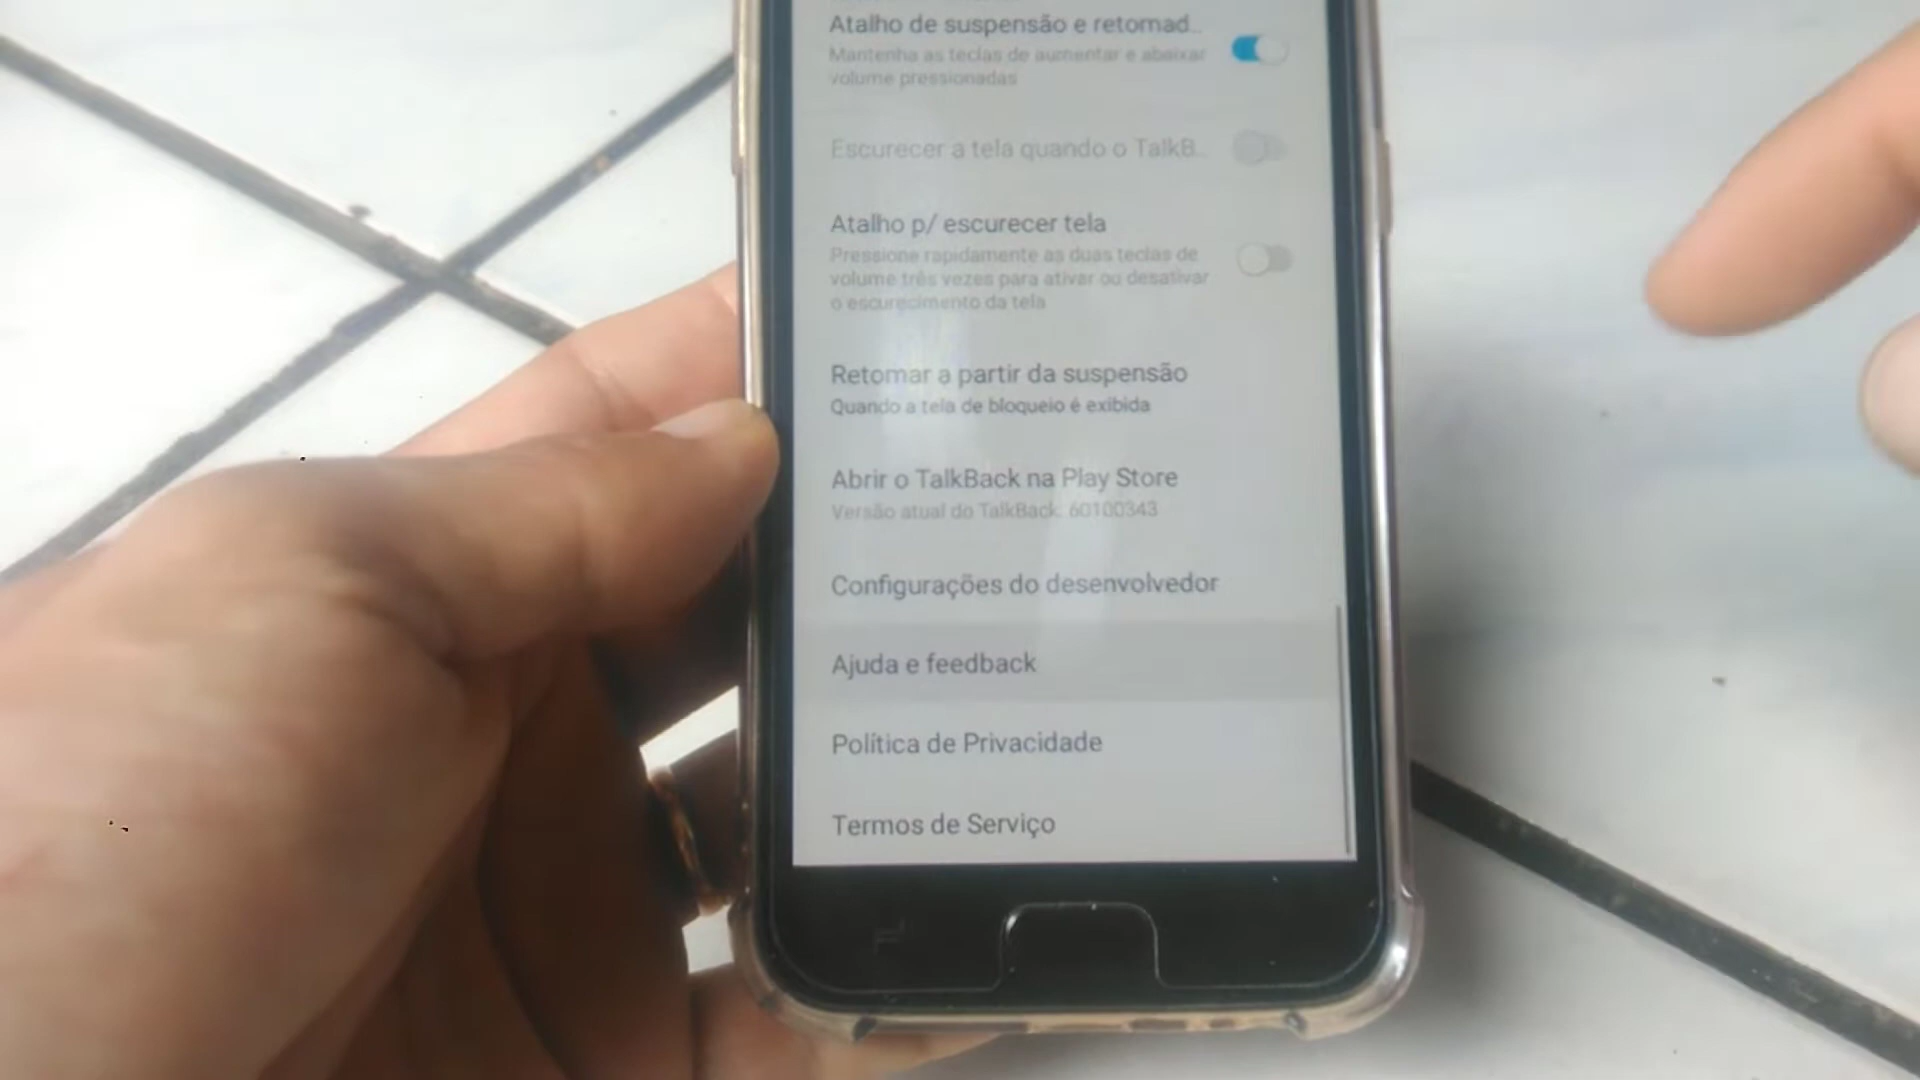 Atalho de suspensão e retomad..
Mantenha as teclas de aumentar e abaixar
volume pressionadas
Escurecer a tela quando o TalkB..
Atalho p/ escurecer tela
Pressione rapidamente as duas teclas de
volume três vezes para ativar ou desativar
o escurecimento da tela
Retomar a partir da suspensão
Quando a tela de bloqueio é exibida
Abrir o TalkBack na Play Store
Versão atual do TalkBack: 60100343
Configurações do desenvolvedor
Ajuda e feedback
Política de Privacidade
Termos de Serviço